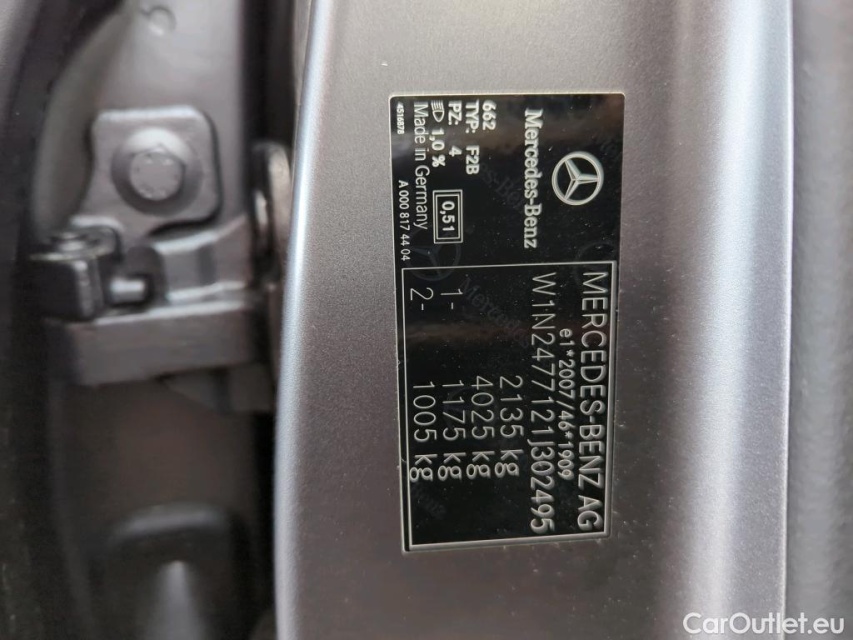 Mercedes-Benz
662
TYP: F2B
PZ: 4
1,0 %
0,51
Made in Germany
4516878
A 000 817 44 04
MERCEDES-BENZ AG
e1*2007/46*1909
W1N2477121J302495
2135 kg
4025 kg
1- 1175 kg
2- 1005 kg
CarOutlet.eu